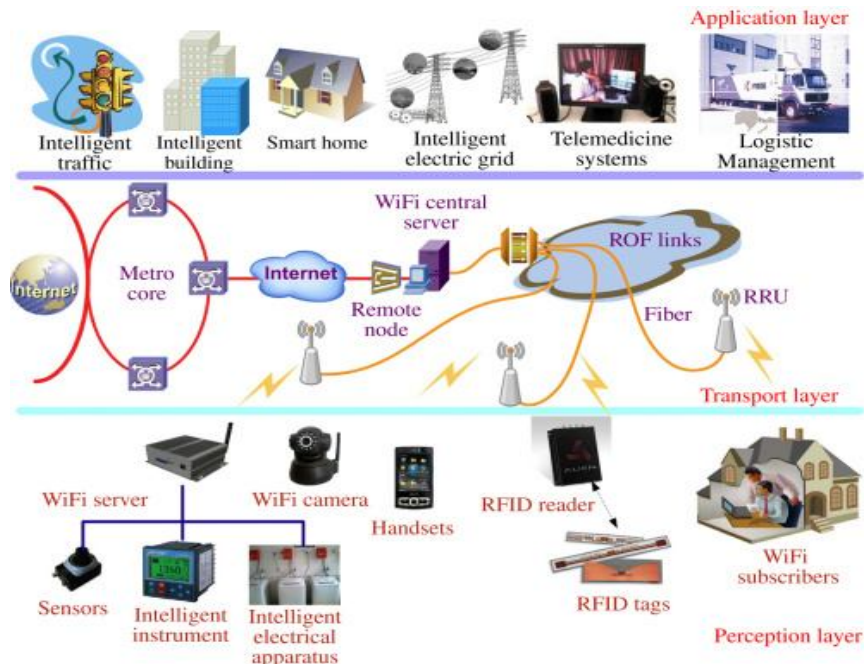 Application layer
Intelligent
traffic
Intelligent
building
Smart home
Intelligent
electric grid
Telemedicine
systems
Logistic
Management
WiFi central
server
ROF links
Internet
Metro
core
Internet
Remote
node
Fiber
RRU
Transport layer
WiFi server
WiFi camera
Handsets
RFID reader
WiFi
subscribers
Sensors
Intelligent
instrument
Intelligent
electrical
apparatus
RFID tags
Perception layer